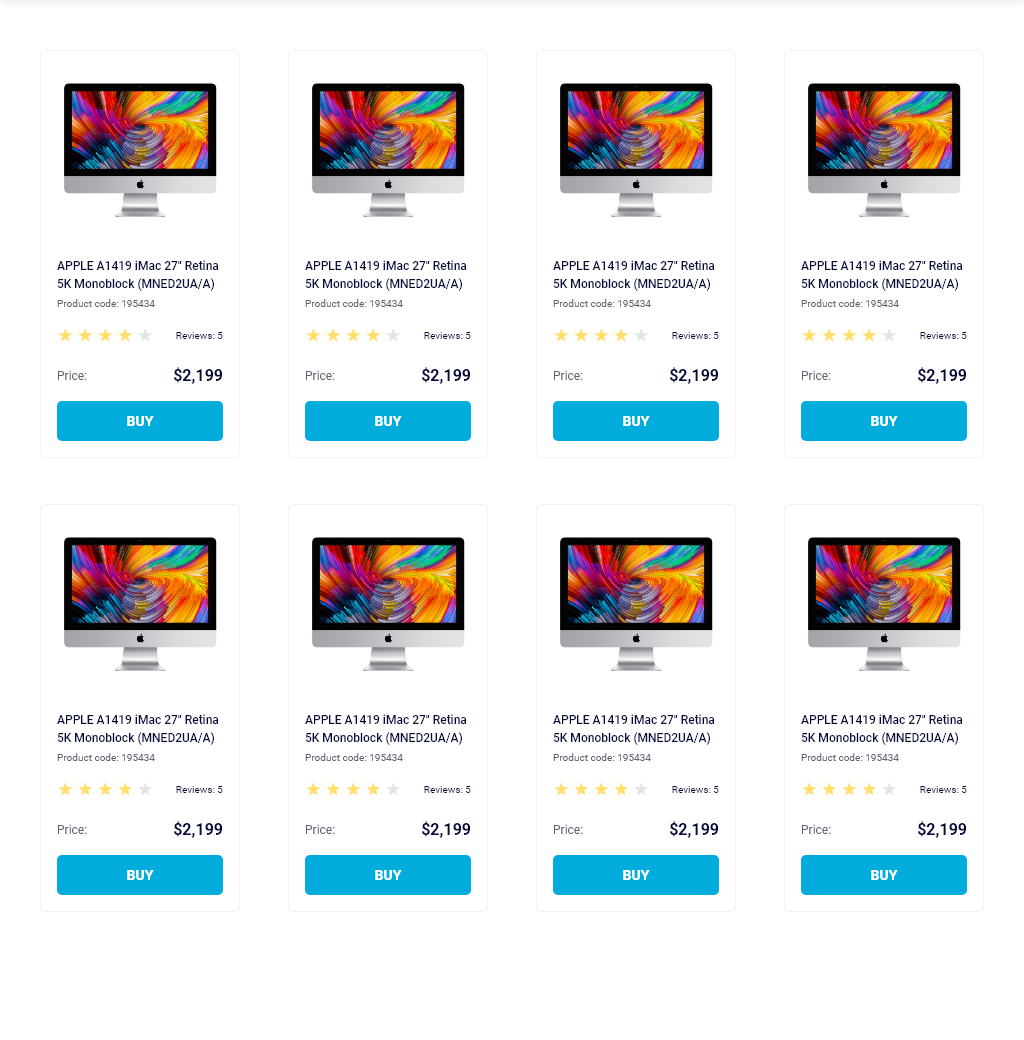 APPLE A1419 iMac 27" Retina
5K Monoblock (MNED2UA/A)
Product code: 195434
Reviews: 5
Price: $2,199
BUY
APPLE A1419 iMac 27" Retina
5K Monoblock (MNED2UA/A)
Product code: 195434
Reviews: 5
Price: $2,199
BUY
APPLE A1419 iMac 27" Retina
5K Monoblock (MNED2UA/A)
Product code: 195434
Reviews: 5
Price: $2,199
BUY
APPLE A1419 iMac 27" Retina
5K Monoblock (MNED2UA/A)
Product code: 195434
Reviews: 5
Price: $2,199
BUY
APPLE A1419 iMac 27" Retina
5K Monoblock (MNED2UA/A)
Product code: 195434
Reviews: 5
Price: $2,199
BUY
APPLE A1419 iMac 27" Retina
5K Monoblock (MNED2UA/A)
Product code: 195434
Reviews: 5
Price: $2,199
BUY
APPLE A1419 iMac 27" Retina
5K Monoblock (MNED2UA/A)
Product code: 195434
Reviews: 5
Price: $2,199
BUY
APPLE A1419 iMac 27" Retina
5K Monoblock (MNED2UA/A)
Product code: 195434
Reviews: 5
Price: $2,199
BUY